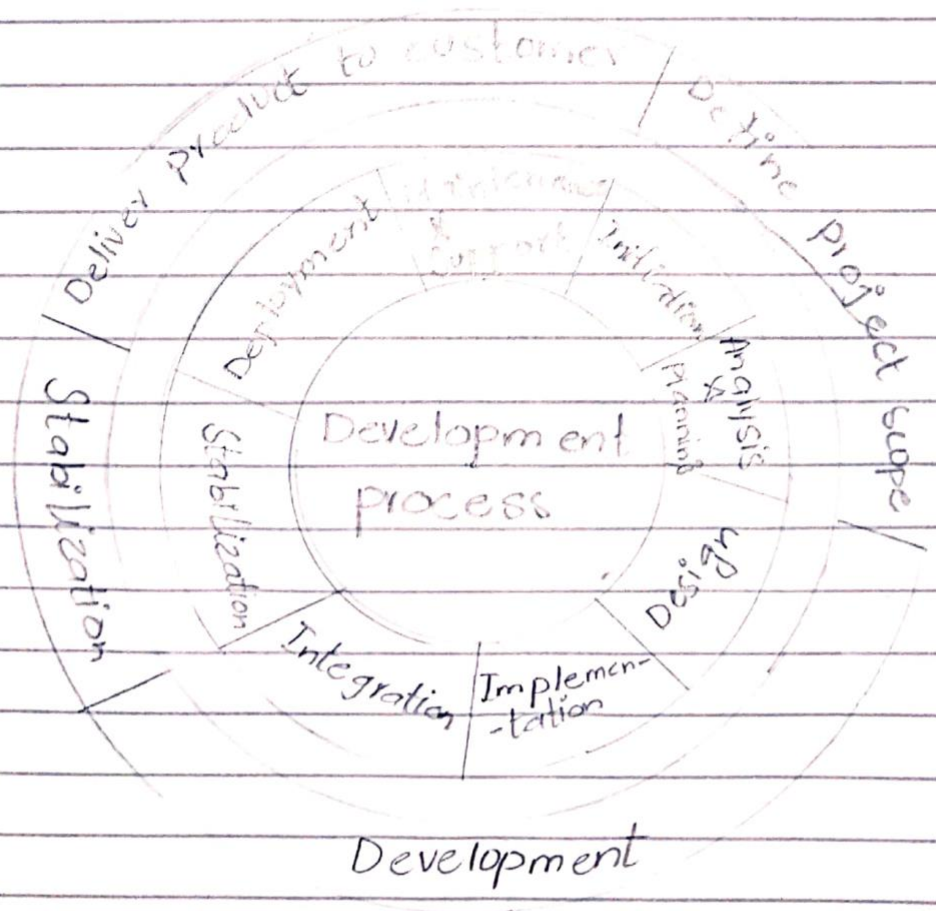 Deliver product to customer
Define project scope
Development
Stabilization
Maintenance
&
support
Initiation
Analysis
&
Planning
Design
Implemen-
-tation
Integration
Stabilization
Deployment
Development
process